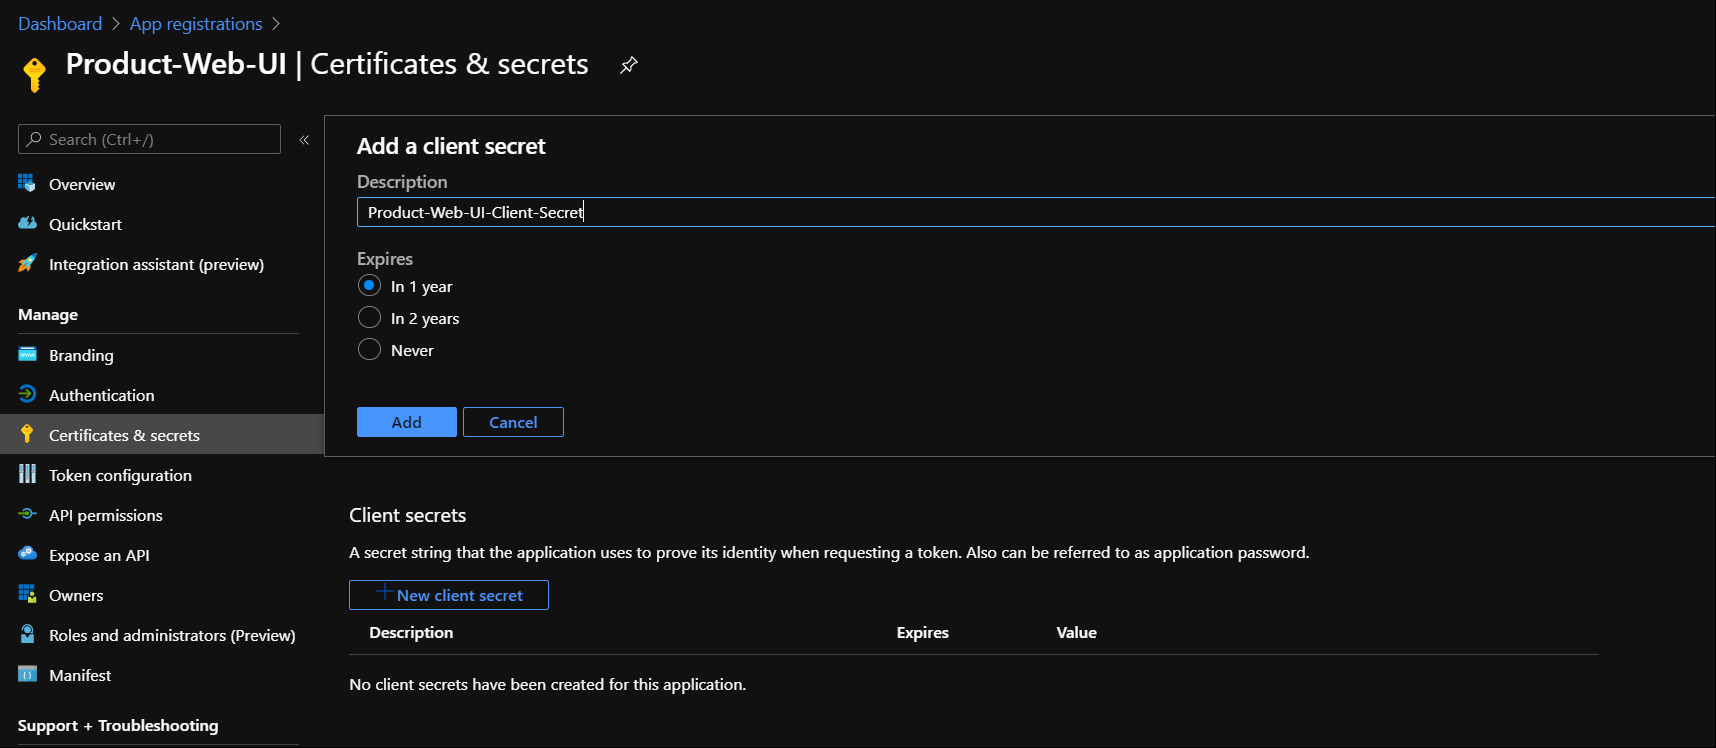 Dashboard > App registrations >
Product-Web-UI | Certificates & secrets
Search (Ctrl+/)
«
Overview
Quickstart
Integration assistant (preview)
Manage
Branding
Authentication
Certificates & secrets
Token configuration
API permissions
Expose an API
Owners
Roles and administrators (Preview)
Manifest
Support + Troubleshooting
Add a client secret
Description
Product-Web-UI-Client-Secret
Expires
In 1 year
In 2 years
Never
Add Cancel
Client secrets
A secret string that the application uses to prove its identity when requesting a token. Also can be referred to as application password.
+ New client secret
Description Expires Value
No client secrets have been created for this application.